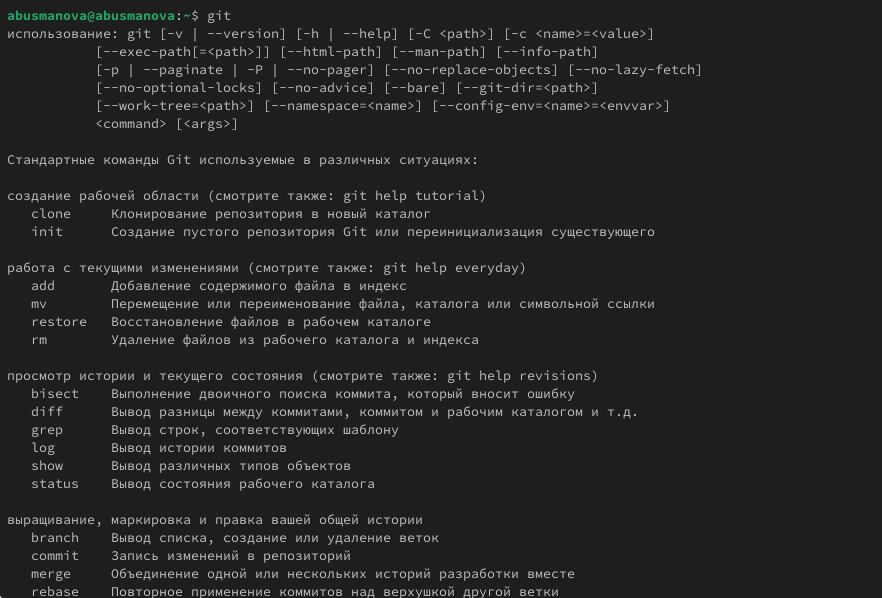 abusmanova@abusmanova:~$ git
использование: git [-v | --version] [-h | --help] [-C <path>] [-c <name>=<value>]
           [--exec-path[=<path>]] [--html-path] [--man-path] [--info-path]
           [-p | --paginate | -P | --no-pager] [--no-replace-objects] [--no-lazy-fetch]
           [--no-optional-locks] [--no-advice] [--bare] [--git-dir=<path>]
           [--work-tree=<path>] [--namespace=<name>] [--config-env=<name>=<envvar>]
           <command> [<args>]

Стандартные команды Git используемые в различных ситуациях:

создание рабочей области (смотрите также: git help tutorial)
   clone     Клонирование репозитория в новый каталог
   init      Создание пустого репозитория Git или переинициализация существующего

работа с текущими изменениями (смотрите также: git help everyday)
   add       Добавление содержимого файла в индекс
   mv        Перемещение или переименование файла, каталога или символьной ссылки
   restore   Восстановление файлов в рабочем каталоге
   rm        Удаление файлов из рабочего каталога и индекса

просмотр истории и текущего состояния (смотрите также: git help revisions)
   bisect    Выполнение двоичного поиска коммита, который вносит ошибку
   diff      Вывод разницы между коммитами, коммитом и рабочим каталогом и т.д.
   grep      Вывод строк, соответствующих шаблону
   log       Вывод истории коммитов
   show      Вывод различных типов объектов
   status    Вывод состояния рабочего каталога

выращивание, маркировка и правка вашей общей истории
   branch    Вывод списка, создание или удаление веток
   commit    Запись изменений в репозиторий
   merge     Объединение одной или нескольких историй разработки вместе
   rebase    Повторное применение коммитов над верхушкой другой ветки